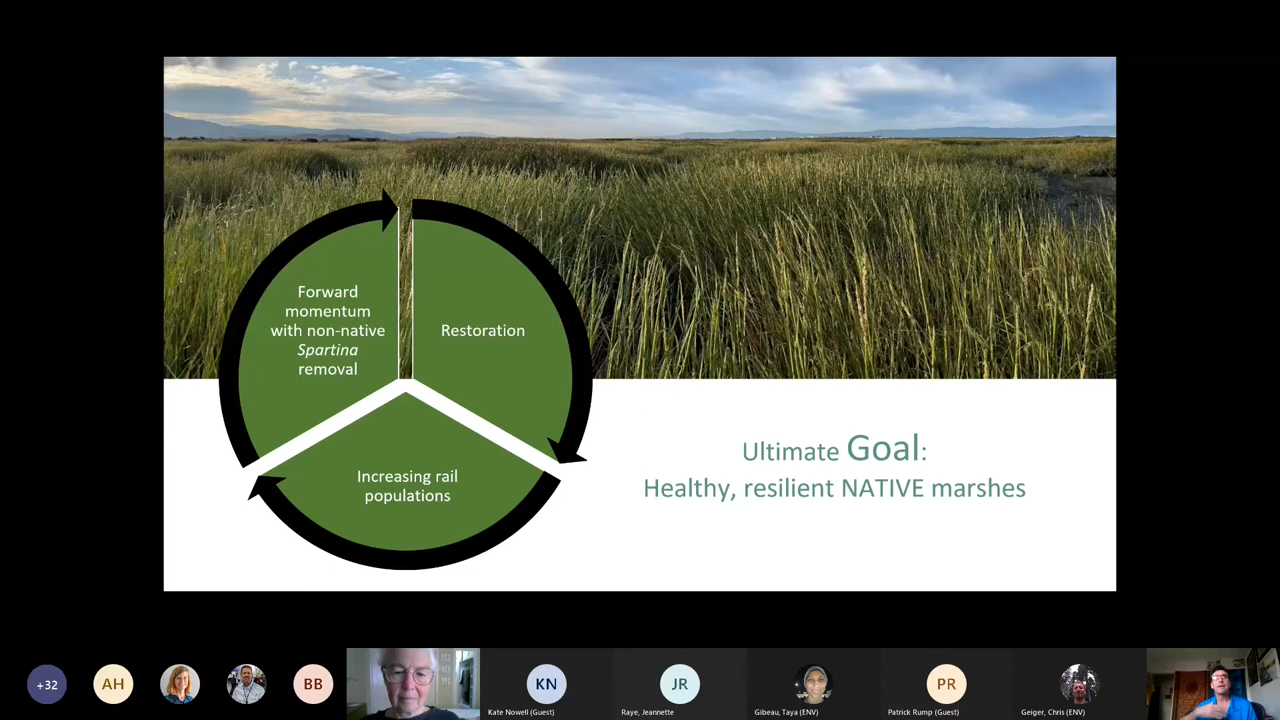 Forward
momentum
with non-native
Spartina
removal
Restoration
Increasing rail
populations
Ultimate Goal:
Healthy, resilient NATIVE marshes
+32
AH
BB
KN
Kate Nowell (Guest)
JR
Raye, Jeannette
Gibeau, Taya (ENV)
PR
Patrick Rump (Guest)
Geiger, Chris (ENV)